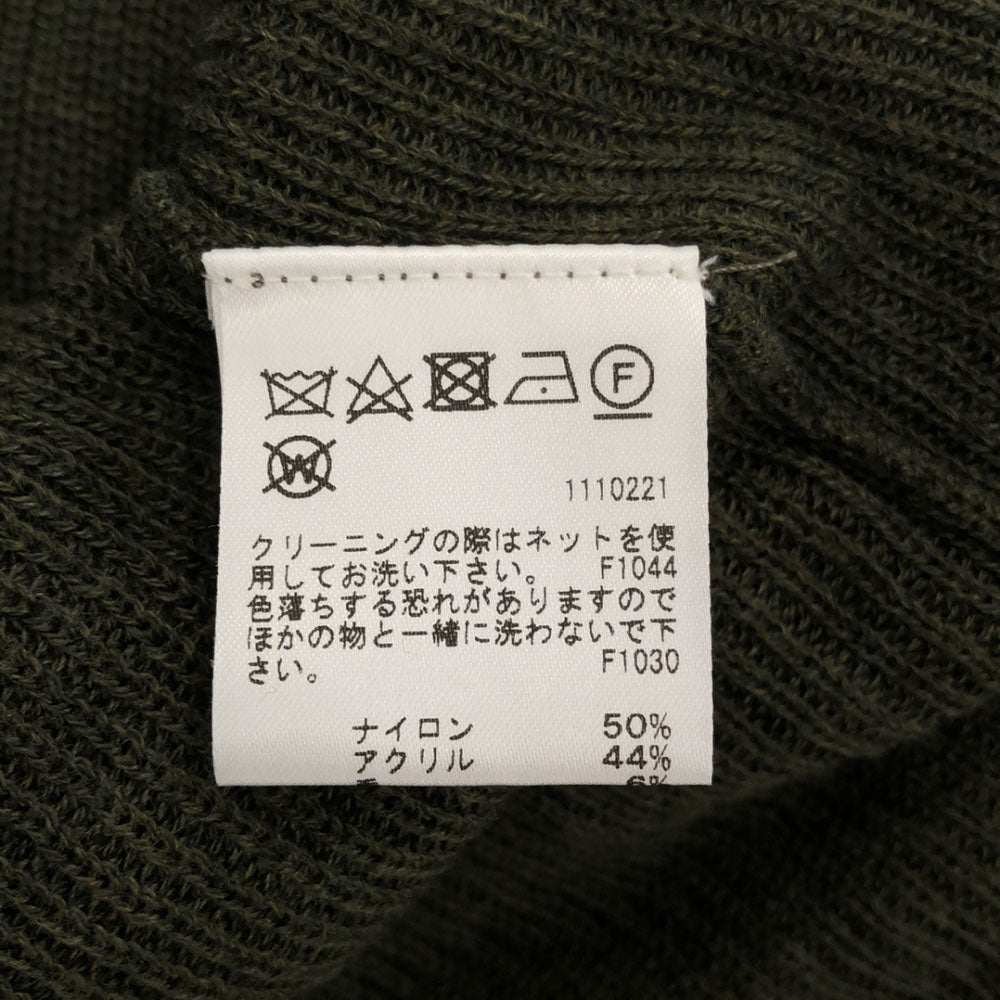 F
W
1110221
クリーニングの際はネットを使
用してお洗い下さい。 F1044
色落ちする恐れがありますので
ほかの物と一緒に洗わないで下
さい。 F1030
ナイロン 50%
アクリル 44%
6%